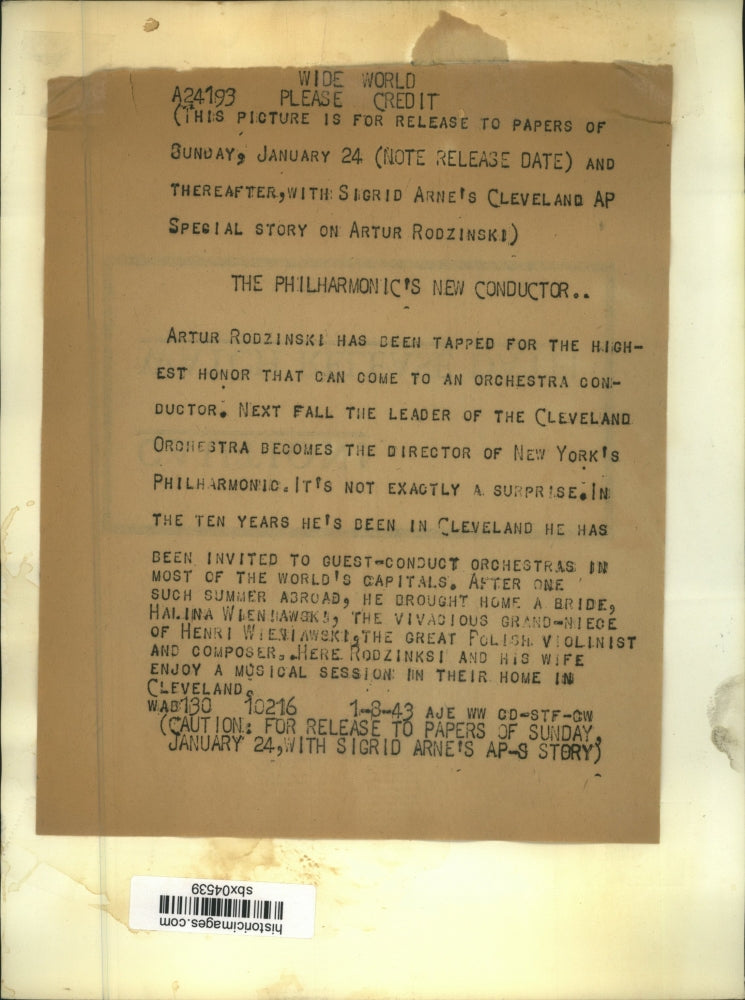 WIDE WORLD
A24193 PLEASE CREDIT
(THIS PICTURE IS FOR RELEASE TO PAPERS OF
SUNDAY, JANUARY 24 (NOTE RELEASE DATE) AND
THEREAFTER,WITH SIGRID ARNE'S CLEVELAND AP
SPECIAL STORY ON ARTUR RODZINSKI)
THE PHILHARMONIC'S NEW CONDUCTOR..
ARTUR RODZINSKI HAS BEEN TAPPED FOR THE HIGH-
EST HONOR THAT CAN COME TO AN ORCHESTRA CON-
DUCTOR. NEXT FALL THE LEADER OF THE CLEVELAND
ORCHESTRA BECOMES THE DIRECTOR OF NEW YORK'S
PHILHARMONIC.IT'S NOT EXACTLY A SURPRISE.IN
THE TEN YEARS HE'S BEEN IN CLEVELAND HE HAS
BEEN INVITED TO GUEST-CONDUCT ORCHESTRAS IN
MOST OF THE WORLD'S CAPITALS. AFTER ONE
SUCH SUMMER ABROAD, HE BROUGHT HOME A BRIDE,
HALINA WIENIAWSKI, THE VIVACIOUS GRAND-NIECE
OF HENRI WIENIAWSKI,THE GREAT POLISH VIOLINIST
AND COMPOSER..HERE RODZINKSI AND HIS WIFE
ENJOY A MUSICAL SESSION IN THEIR HOME IN
CLEVELAND.
WAB130 10216 1-8-43 AJE WW CD-STF-CW
(CAUTION: FOR RELEASE TO PAPERS OF SUNDAY,
JANUARY 24,WITH SIGRID ARNE'S AP-S STORY)
historicimages.com
sbx04539